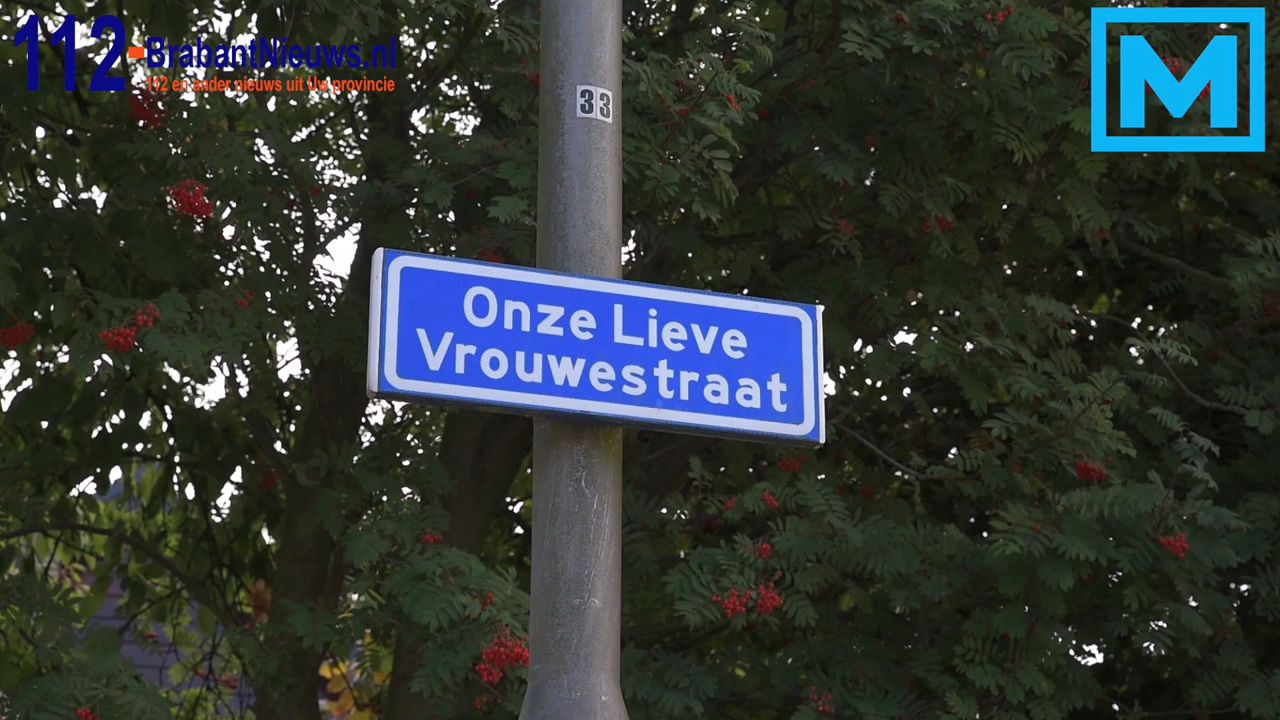 112-BrabantNieuws.nl
112 en ander nieuws uit Uw provincie
M
33
Onze Lieve
Vrouwestraat